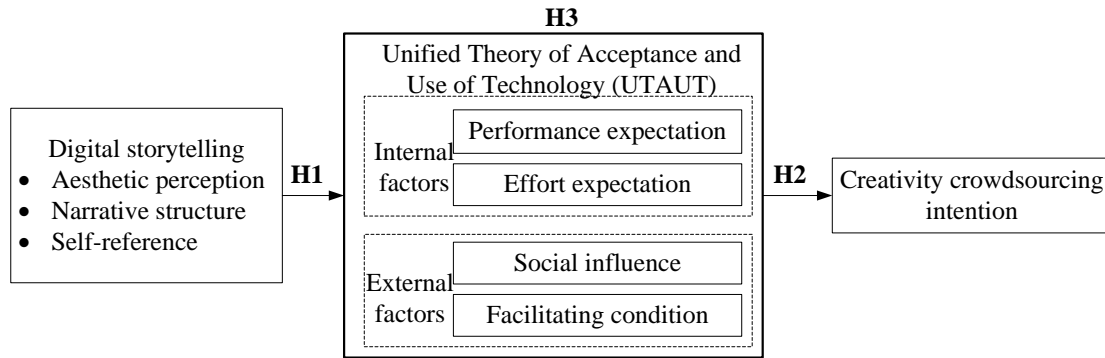 H3
Unified Theory of Acceptance and
Use of Technology (UTAUT)
Digital storytelling
• Aesthetic perception
• Narrative structure
• Self-reference
H1
Internal
factors
Performance expectation
Effort expectation
External
factors
Social influence
Facilitating condition
H2
Creativity crowdsourcing
intention